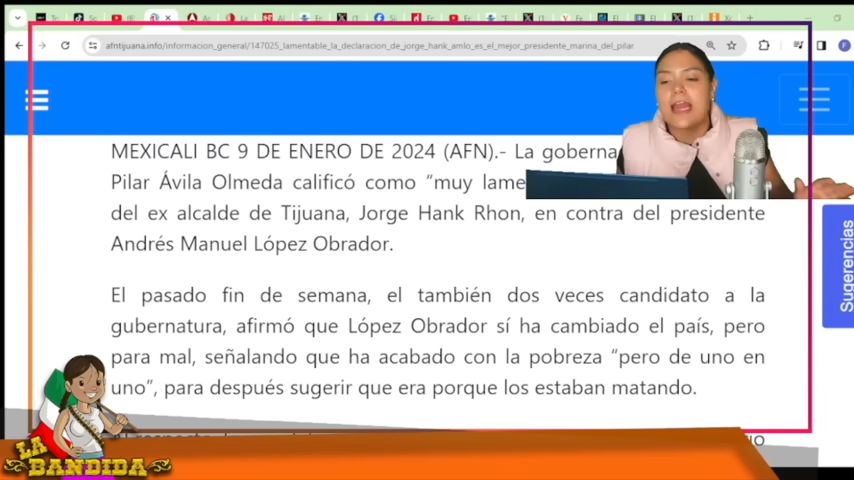 afntijuana.info/informacion_general/147025_lamentable_la_declaracion_de_jorge_hank_amlo_es_el_mejor_presidente_marina_del_pilar
MEXICALI BC 9 DE ENERO DE 2024 (AFN).- La goberna
Pilar Ávila Olmeda calificó como “muy lame
del ex alcalde de Tijuana, Jorge Hank Rhon, en contra del presidente
Andrés Manuel López Obrador.
Sugerencias
El pasado fin de semana, el también dos veces candidato a la
gubernatura, afirmó que López Obrador sí ha cambiado el país, pero
para mal, señalando que ha acabado con la pobreza “pero de uno en
uno”, para después sugerir que era porque los estaban matando.
LA
BANDIDA